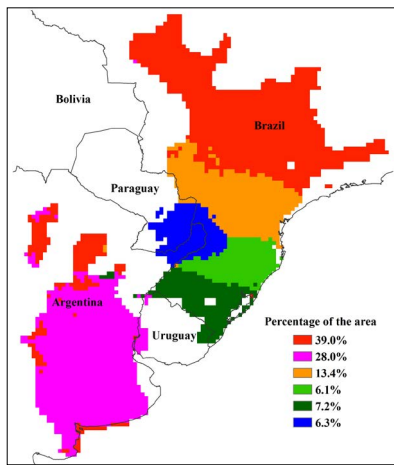 Bolivia
Brazil
Paraguay
Argentina
Uruguay
Percentage of the area
39.0%
28.0%
13.4%
6.1%
7.2%
6.3%